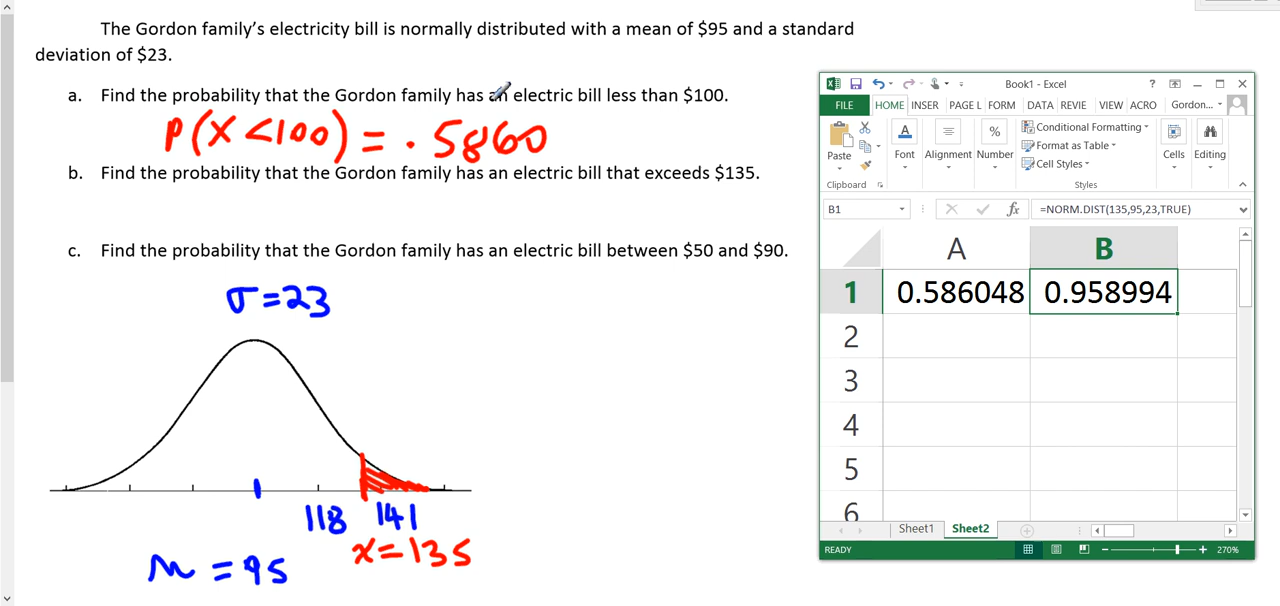 The Gordon family's electricity bill is normally distributed with a mean of $95 and a standard
deviation of $23.
a. Find the probability that the Gordon family has an electric bill less than $100.
P(X<100) = .5860
b. Find the probability that the Gordon family has an electric bill that exceeds $135.
c. Find the probability that the Gordon family has an electric bill between $50 and $90.
σ=23
118 141
x=135
μ=95
Book1 - Excel ?
FILE HOME INSERT PAGE L FORM DATA REVIE VIEW ACRO Gordon...
Paste Font Alignment Number Conditional Formatting Format as Table Cell Styles Cells Editing
%
Clipboard Styles
B1 fx =NORM.DIST(135,95,23,TRUE)
A B
1 0.586048 0.958994
2
3
4
5
6
Sheet1 Sheet2
READY 270%